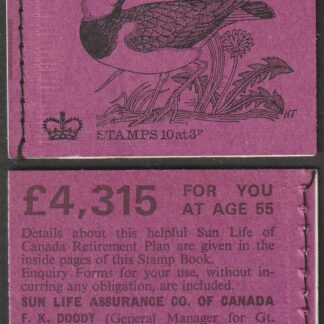 HT
STAMPS 10 at 3P
£4,315 FOR YOU
AT AGE 55
Details about this helpful Sun Life of
Canada Retirement Plan are given in the
inside pages of this Stamp Book.
Enquiry Forms for your use, without in-
curring any obligation, are included.
SUN LIFE ASSURANCE CO. OF CANADA
F. K. DOODY (General Manager for Gt.